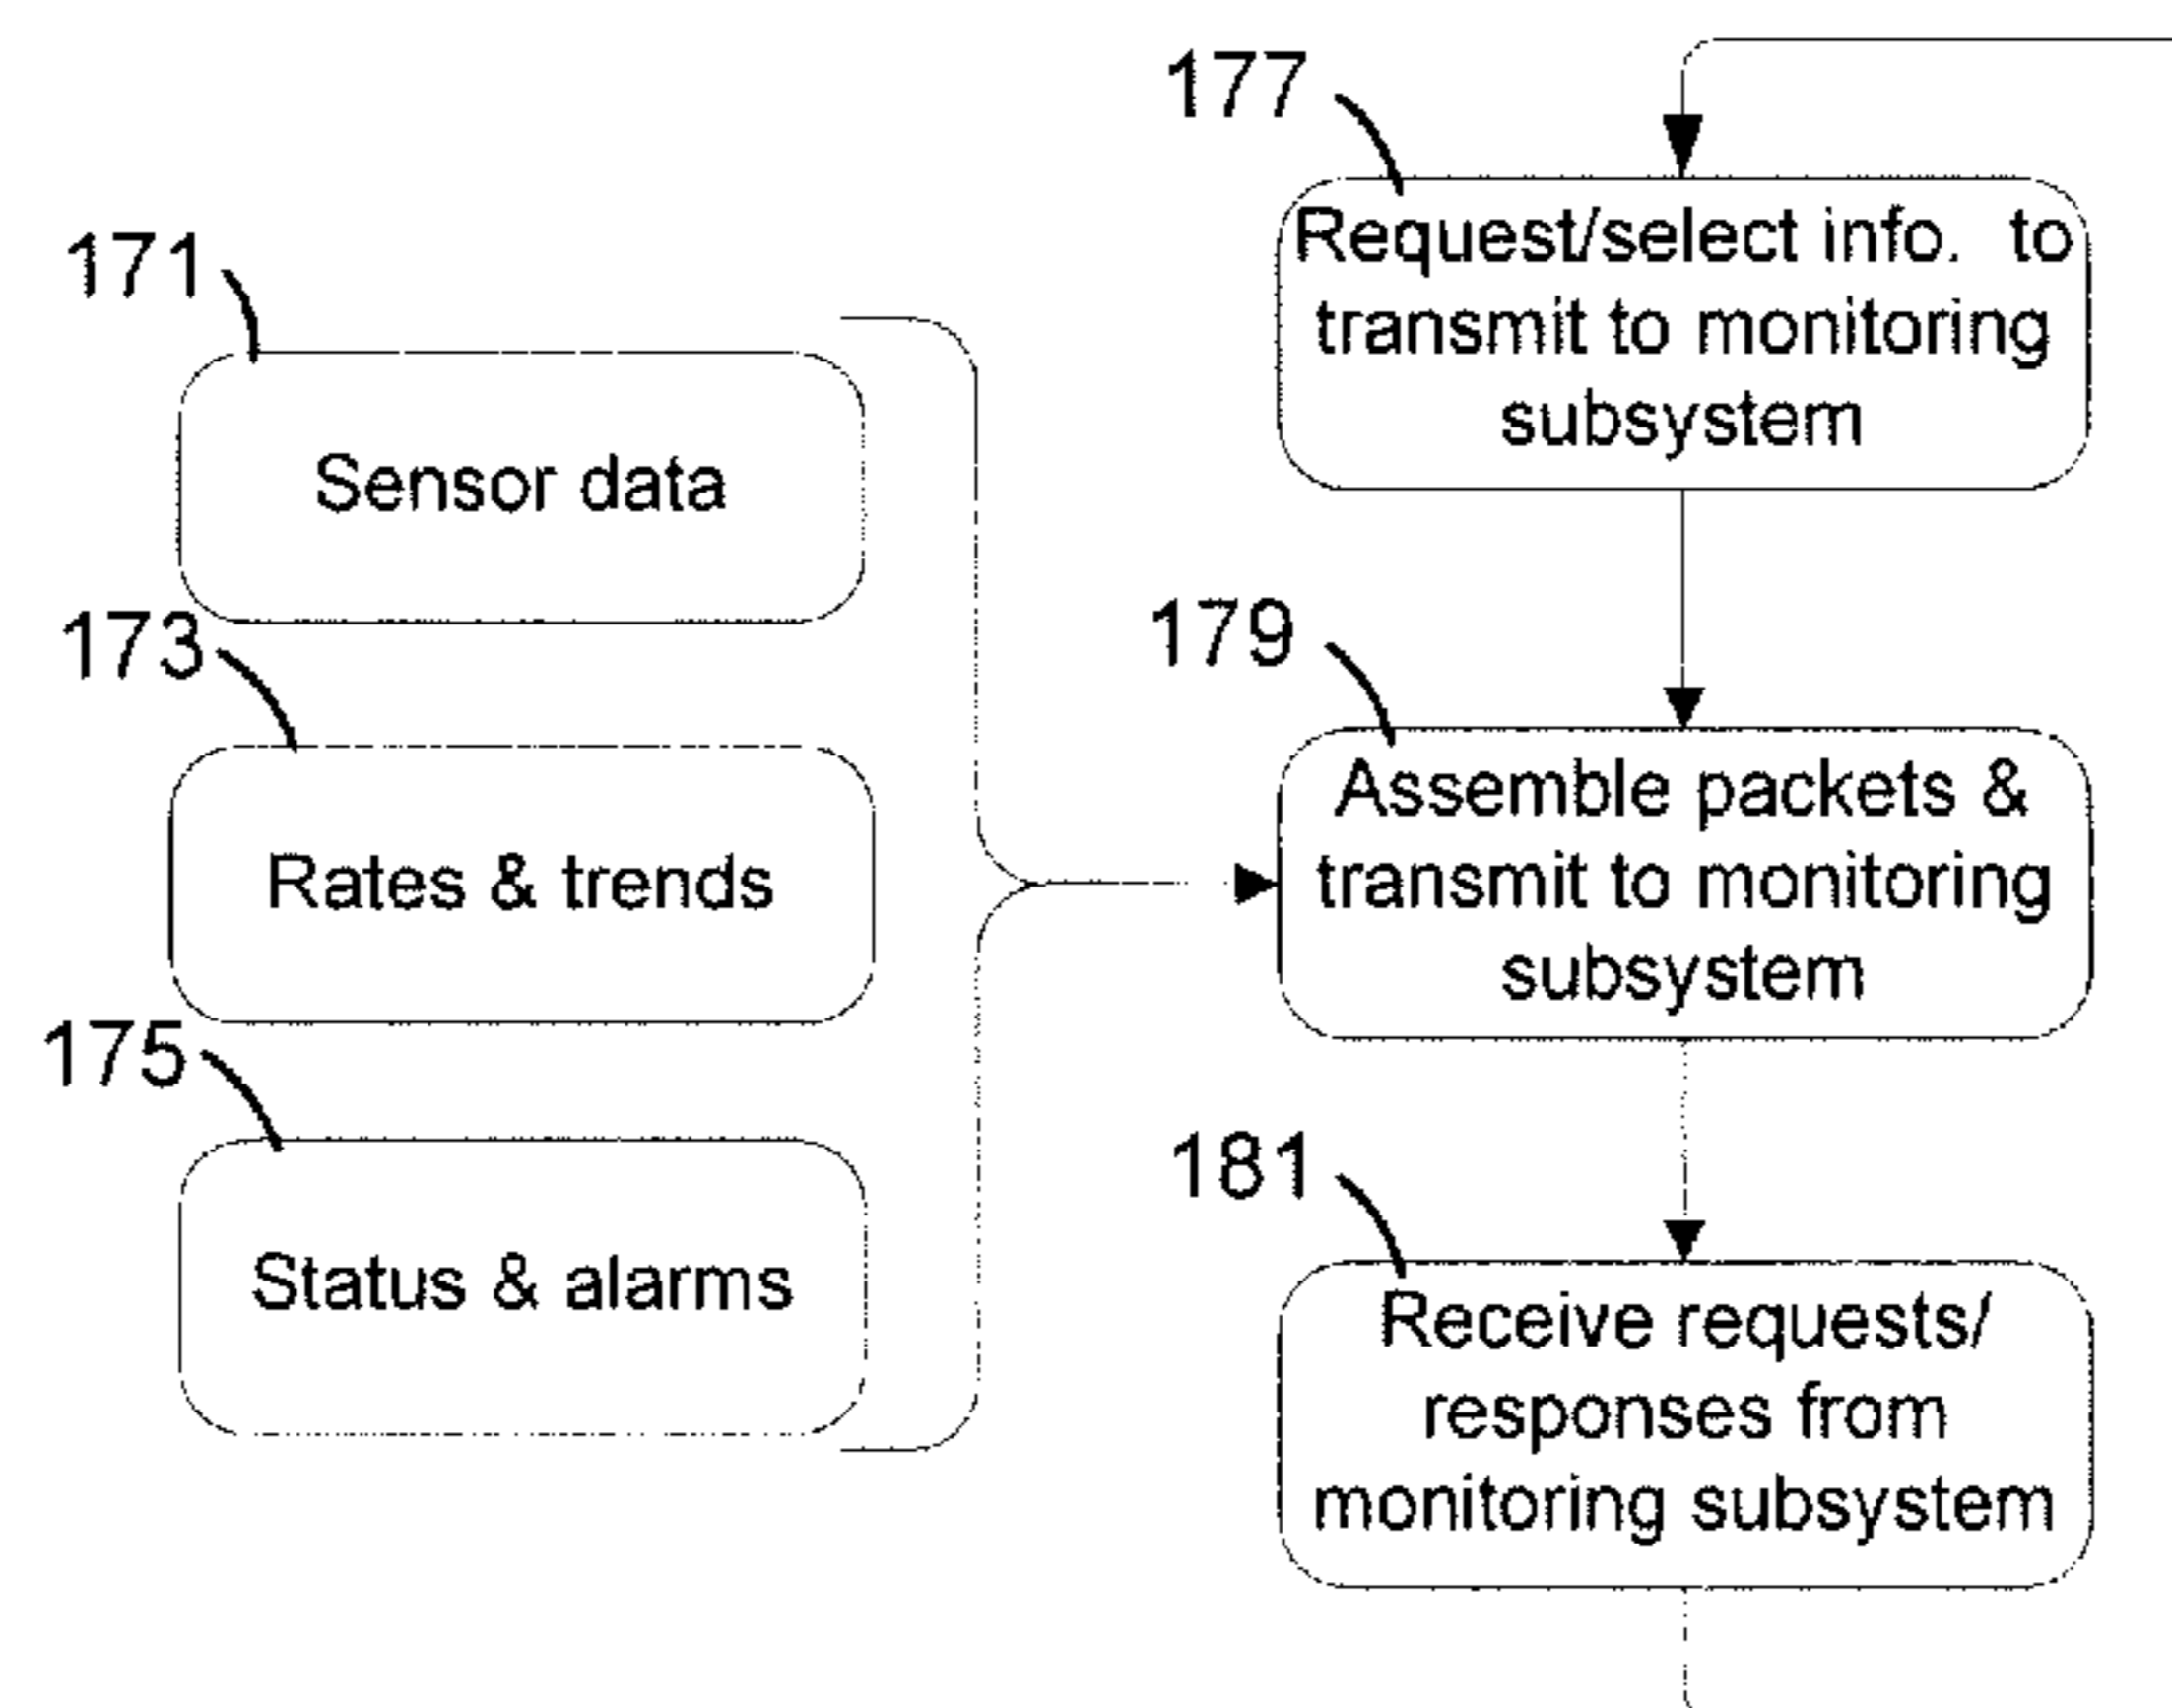 171
Sensor data
173
Rates & trends
175
Status & alarms
177
Request/select info. to
transmit to monitoring
subsystem
179
Assemble packets &
transmit to monitoring
subsystem
181
Receive requests/
responses from
monitoring subsystem